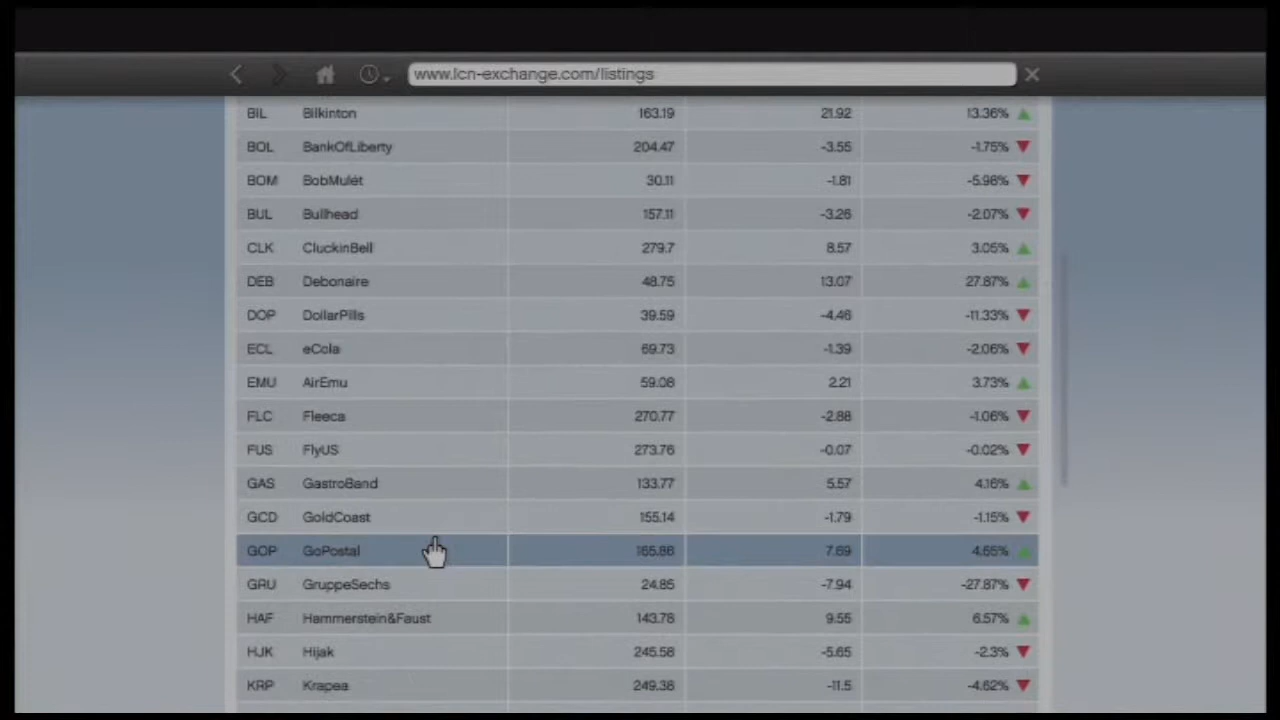 www.lcn-exchange.com/listings
BIL Bilkinton 163.19 21.92 13.36%
BOL BankOfLiberty 204.47 -3.55 -1.75%
BOM BobMulét 30.11 -1.81 -5.98%
BUL Bullhead 157.11 -3.26 -2.07%
CLK CluckinBell 279.7 8.57 3.05%
DEB Debonaire 48.75 13.07 27.87%
DOP DollarPills 39.59 -4.46 -11.33%
ECL eCola 69.73 -1.39 -2.06%
EMU AirEmu 59.08 2.21 3.73%
FLC Fleeca 270.77 -2.88 -1.06%
FUS FlyUS 273.76 -0.07 -0.02%
GAS GastroBand 133.77 5.57 4.16%
GCD GoldCoast 155.14 -1.79 -1.15%
GOP GoPostal 165.86 7.69 4.65%
GRU GruppeSechs 24.85 -7.94 -27.87%
HAF Hammerstein&Faust 143.78 9.55 6.57%
HJK Hijak 245.58 -5.65 -2.3%
KRP Krapea 249.36 -11.5 -4.62%